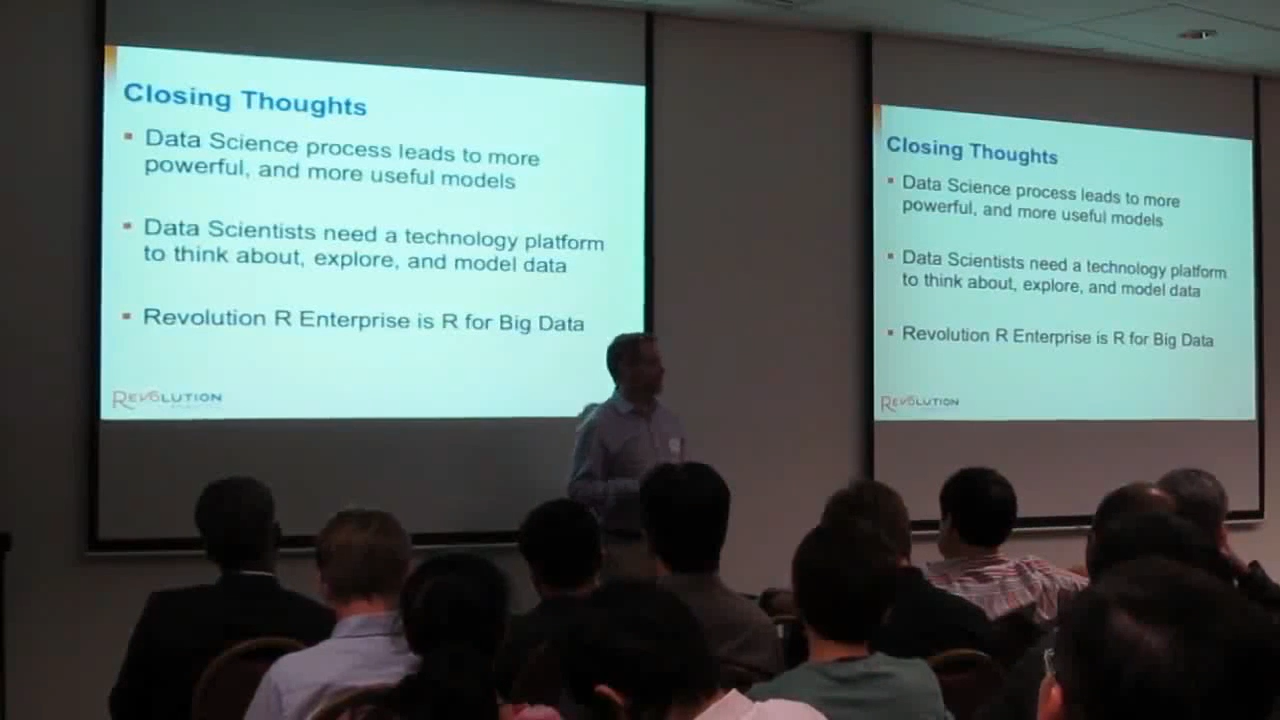 Closing Thoughts
Data Science process leads to more
powerful, and more useful models
Data Scientists need a technology platform
to think about, explore, and model data
Revolution R Enterprise is R for Big Data
REVOLUTION
Closing Thoughts
Data Science process leads to more
powerful, and more useful models
Data Scientists need a technology platform
to think about, explore, and model data
Revolution R Enterprise is R for Big Data
REVOLUTION